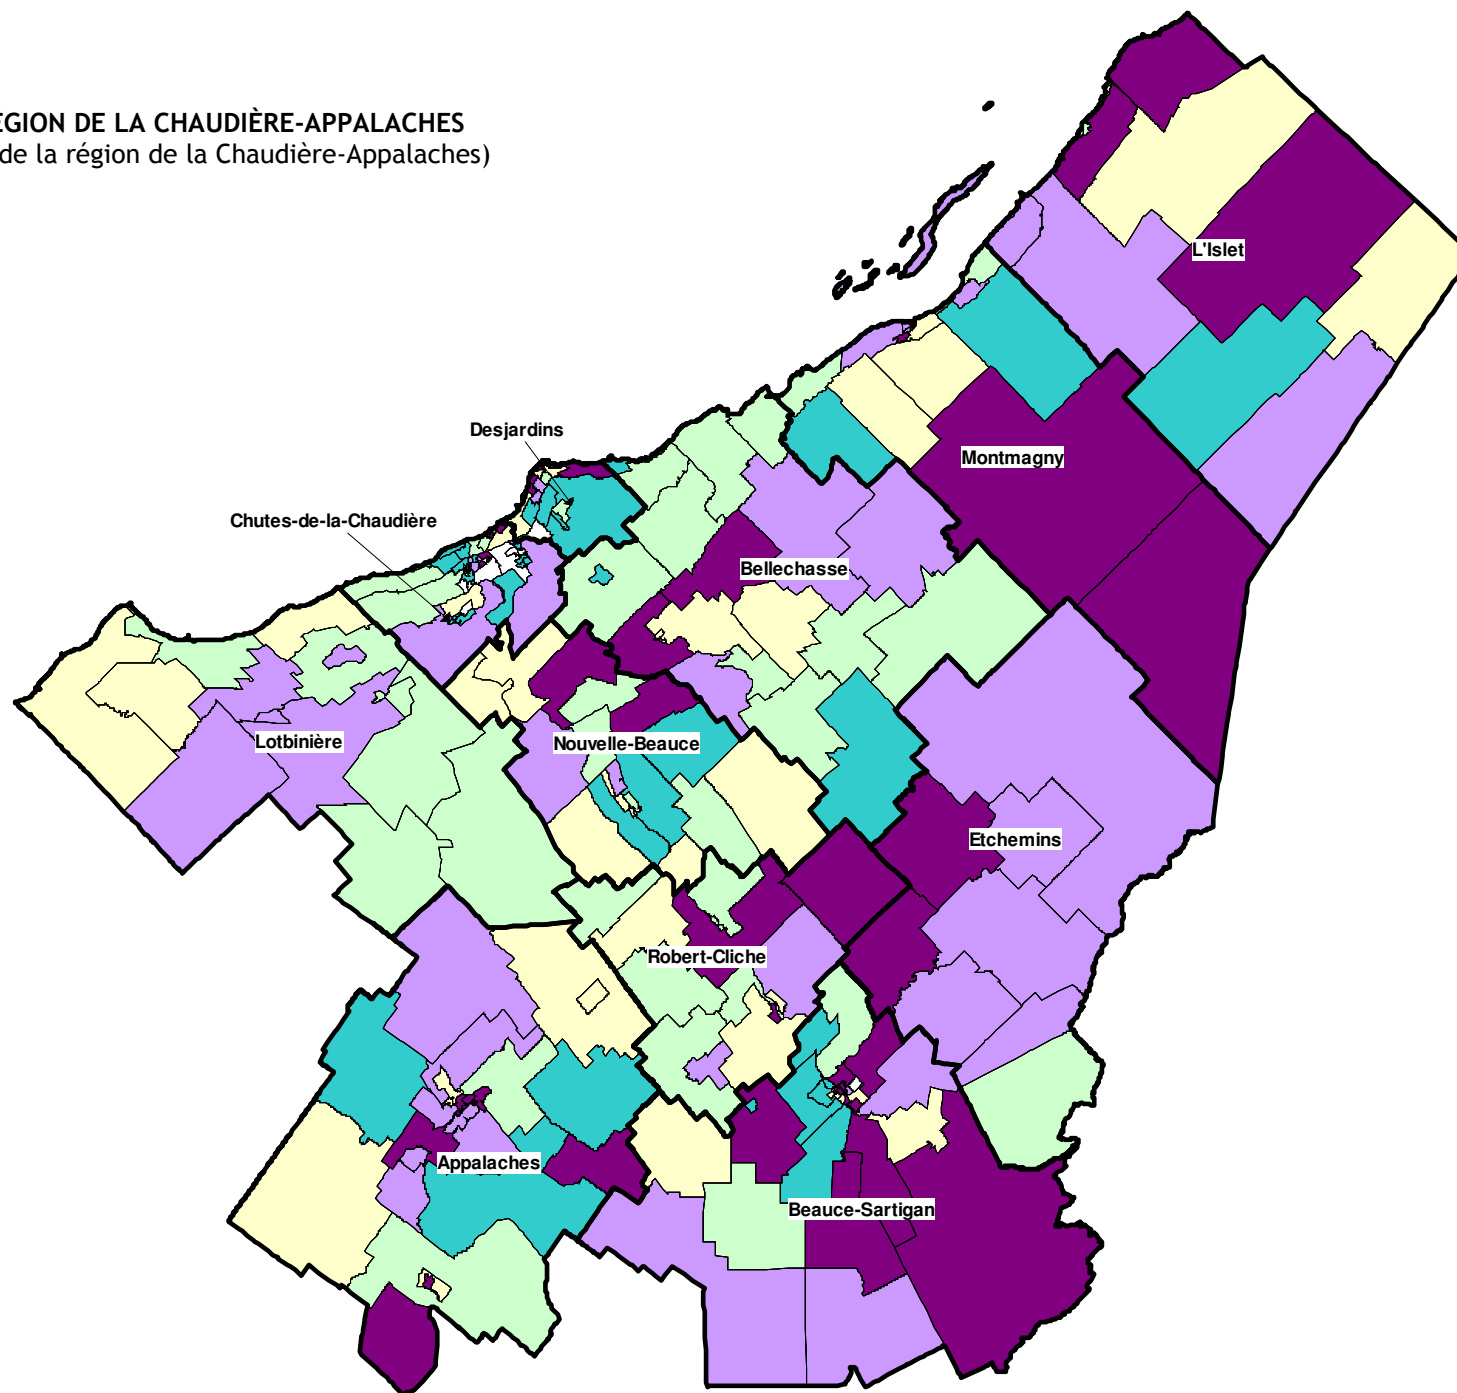 EGION DE LA CHAUDIÈRE-APPALACHES
de la région de la Chaudière-Appalaches)
L'Islet
Desjardins
Montmagny
Chutes-de-la-Chaudière
Bellechasse
Lotbinière
Nouvelle-Beauce
Etchemins
Robert-Cliche
Appalaches
Beauce-Sartigan